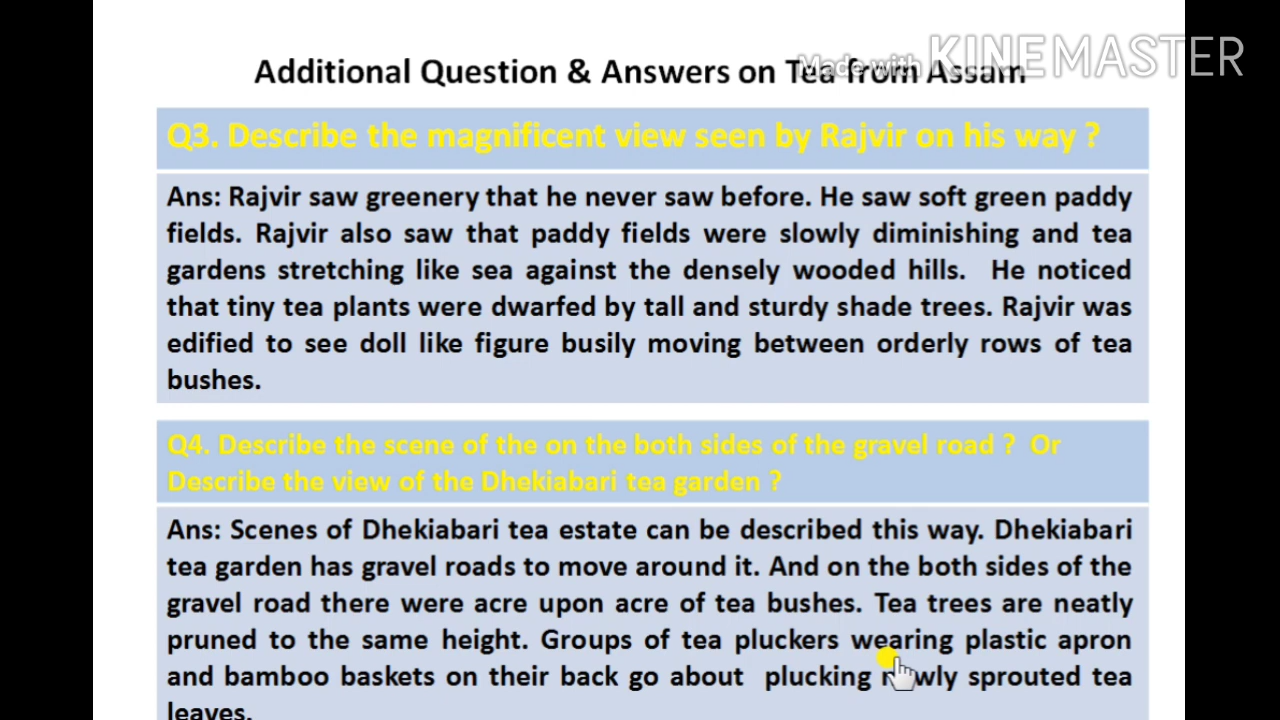 Made with KINEMASTER
Additional Question & Answers on Tea from Assam
Q3. Describe the magnificent view seen by Rajvir on his way ?
Ans: Rajvir saw greenery that he never saw before. He saw soft green paddy
fields. Rajvir also saw that paddy fields were slowly diminishing and tea
gardens stretching like sea against the densely wooded hills. He noticed
that tiny tea plants were dwarfed by tall and sturdy shade trees. Rajvir was
edified to see doll like figure busily moving between orderly rows of tea
bushes.
Q4. Describe the scene of the on the both sides of the gravel road ? Or
Describe the view of the Dhekiabari tea garden ?
Ans: Scenes of Dhekiabari tea estate can be described this way. Dhekiabari
tea garden has gravel roads to move around it. And on the both sides of the
gravel road there were acre upon acre of tea bushes. Tea trees are neatly
pruned to the same height. Groups of tea pluckers wearing plastic apron
and bamboo baskets on their back go about plucking newly sprouted tea
leaves.